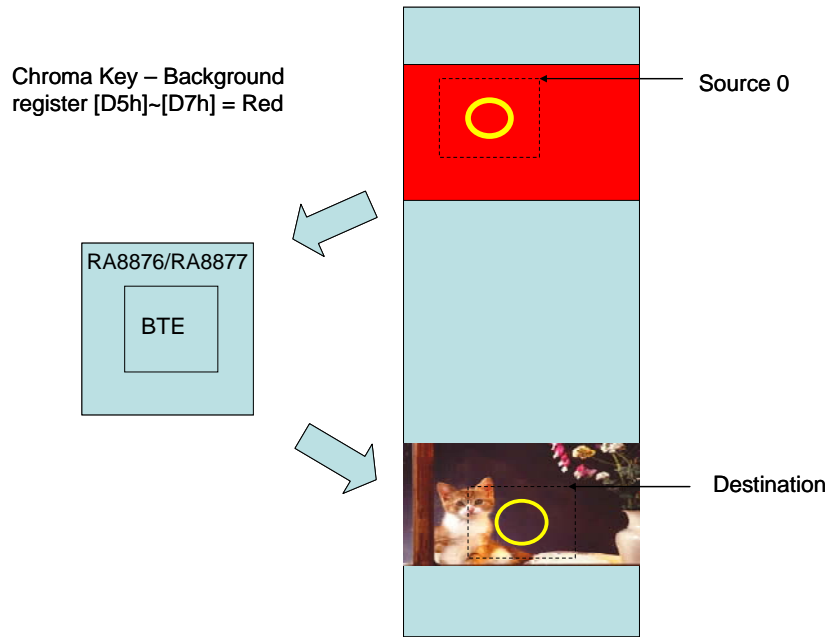 Chroma Key – Background
register [D5h]~[D7h] = Red
Source 0
RA8876/RA8877
BTE
Destination